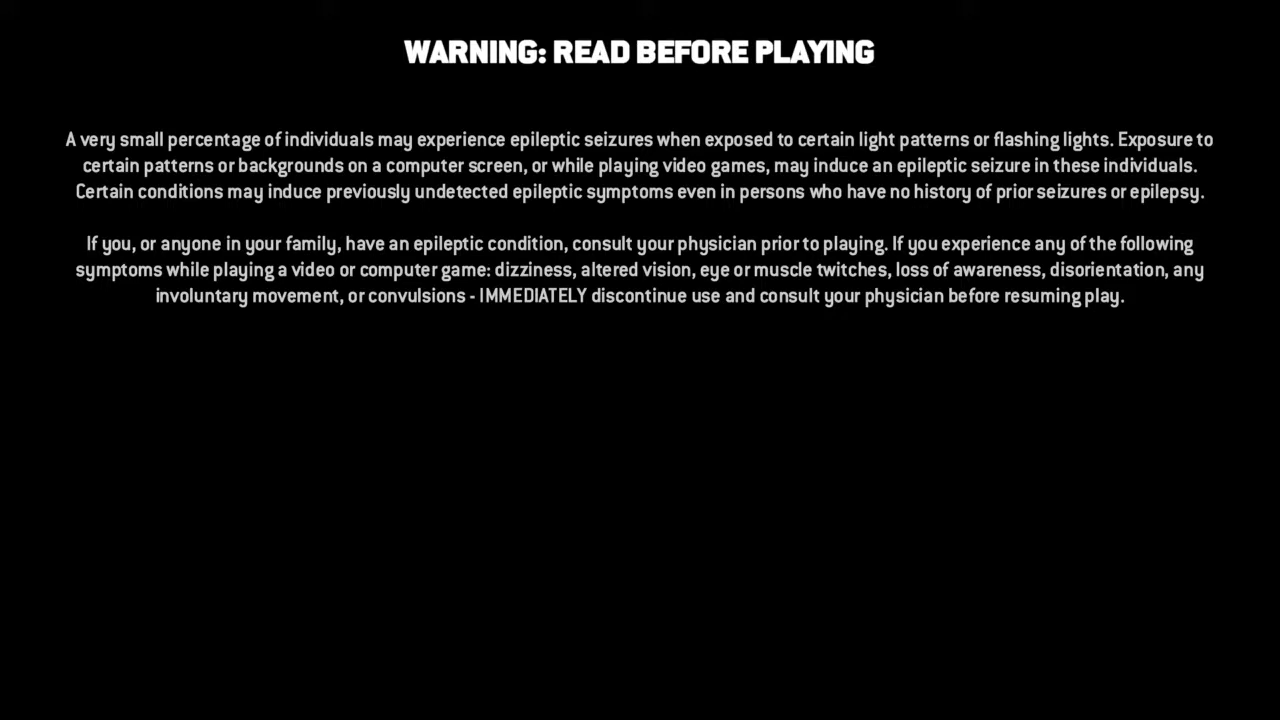 WARNING: READ BEFORE PLAYING
A very small percentage of individuals may experience epileptic seizures when exposed to certain light patterns or flashing lights. Exposure to
certain patterns or backgrounds on a computer screen, or while playing video games, may induce an epileptic seizure in these individuals.
Certain conditions may induce previously undetected epileptic symptoms even in persons who have no history of prior seizures or epilepsy.
If you, or anyone in your family, have an epileptic condition, consult your physician prior to playing. If you experience any of the following
symptoms while playing a video or computer game: dizziness, altered vision, eye or muscle twitches, loss of awareness, disorientation, any
involuntary movement, or convulsions - IMMEDIATELY discontinue use and consult your physician before resuming play.